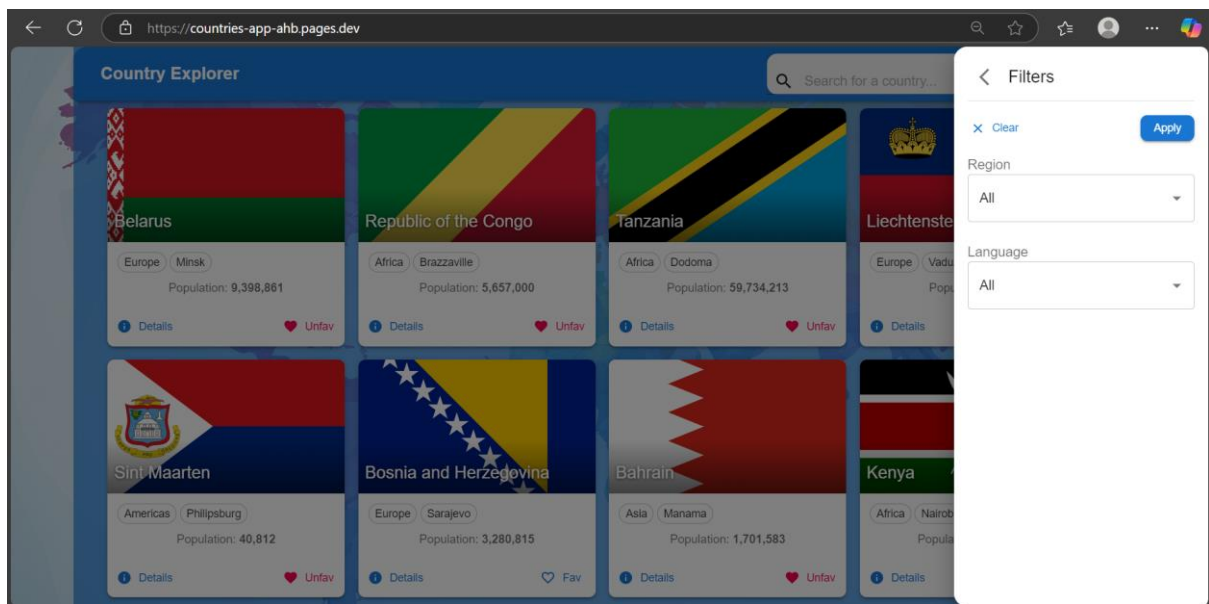 https://countries-app-ahb.pages.dev
Country Explorer
Search for a country...
Filters
Clear
Apply
Region
All
Language
All
Belarus
Europe Minsk
Population: 9,398,861
Details Unfav
Republic of the Congo
Africa Brazzaville
Population: 5,657,000
Details Unfav
Tanzania
Africa Dodoma
Population: 59,734,213
Details Unfav
Liechtenste
Europe Vadu
Popu
Details
Sint Maarten
Americas Philipsburg
Population: 40,812
Details Unfav
Bosnia and Herzegovina
Europe Sarajevo
Population: 3,280,815
Details Fav
Bahrain
Asia Manama
Population: 1,701,583
Details Unfav
Kenya
Africa Nairob
Popula
Details